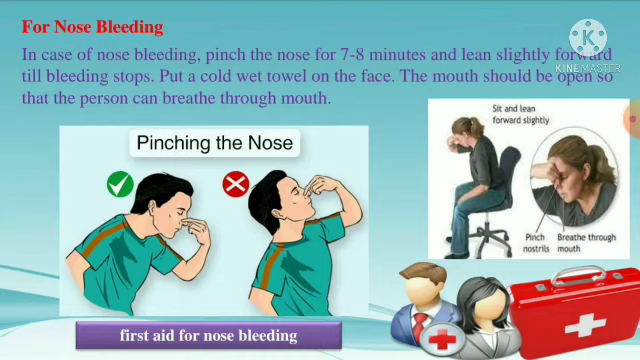 For Nose Bleeding
In case of nose bleeding, pinch the nose for 7-8 minutes and lean slightly forward
till bleeding stops. Put a cold wet towel on the face. The mouth should be open so
that the person can breathe through mouth.
K
KINEMASTER
Pinching the Nose
Sit and lean
forward slightly
Pinch
nostrils
Breathe through
mouth
first aid for nose bleeding